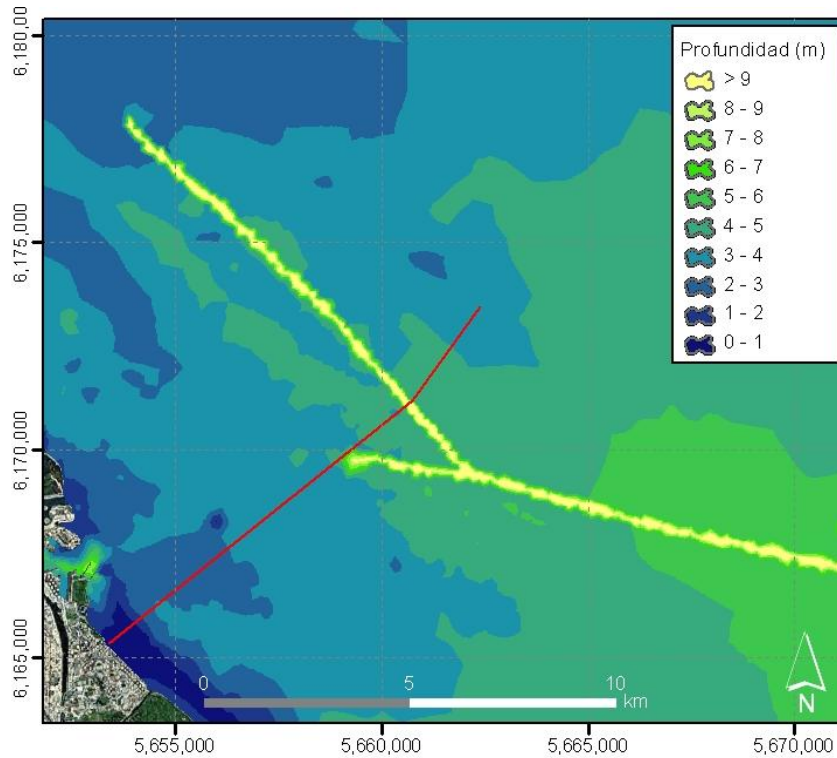 6,180,000
6,175,000
6,170,000
6,165,000
Profundidad (m)
> 9
8 - 9
7 - 8
6 - 7
5 - 6
4 - 5
3 - 4
2 - 3
1 - 2
0 - 1
0 5 10
km
N
5,655,000 5,660,000 5,665,000 5,670,000